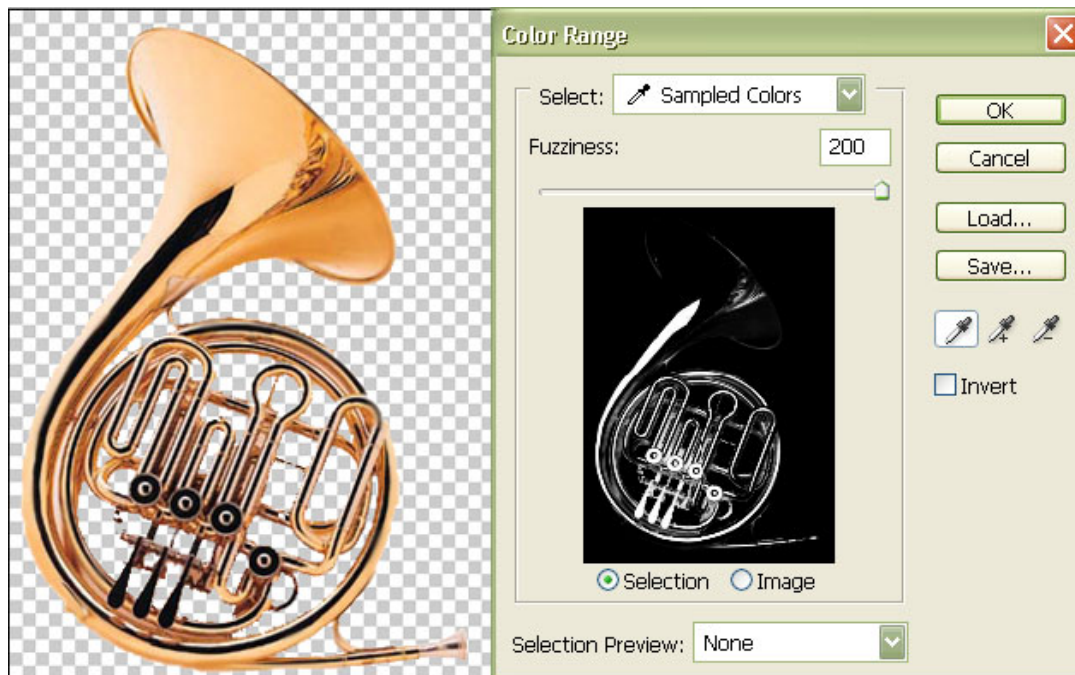 Color Range
Select: Sampled Colors
Fuzziness: 200
OK
Cancel
Load...
Save...
Invert
Selection Image
Selection Preview: None